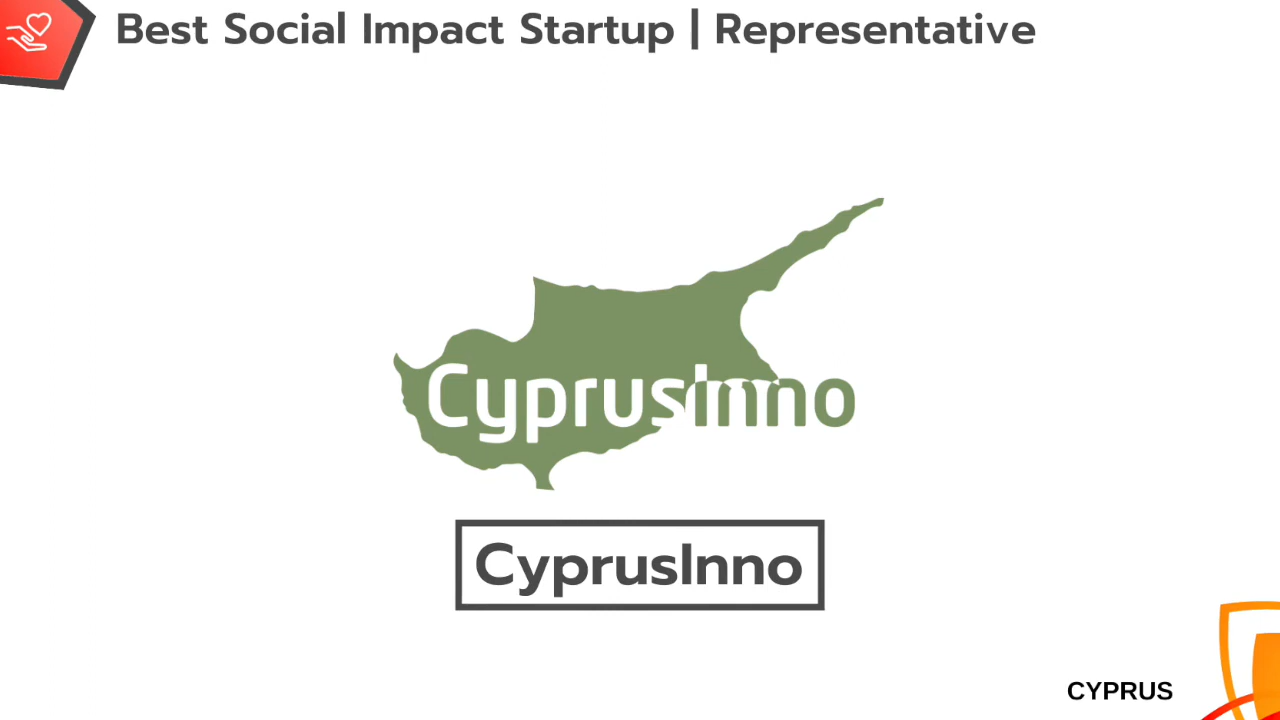 Best Social Impact Startup | Representative
CyprusInno
CyprusInno
CYPRUS